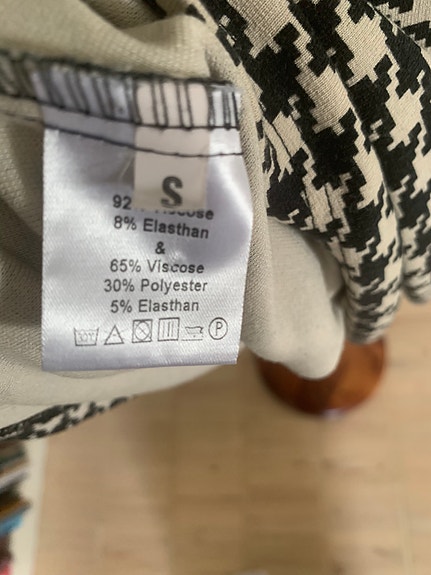 S
92% Viscose
8% Elasthan
&
65% Viscose
30% Polyester
5% Elasthan
P